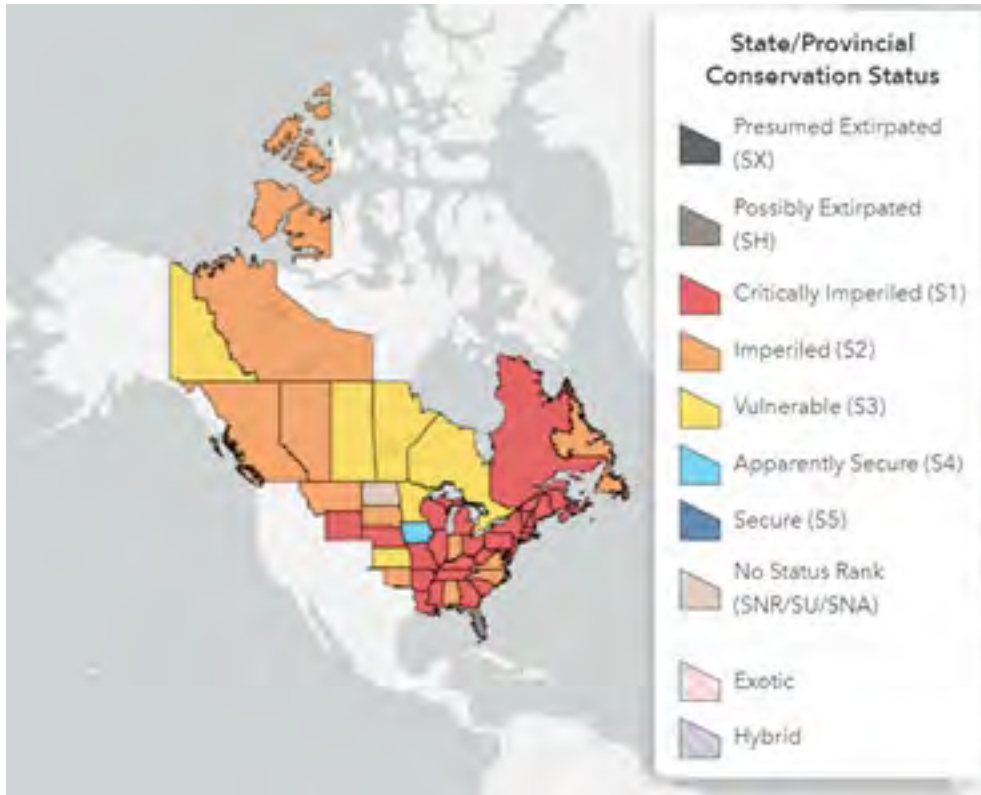 State/Provincial
Conservation Status
Presumed Extirpated
(SX)
Possibly Extirpated
(SH)
Critically Imperiled (S1)
Imperiled (S2)
Vulnerable (S3)
Apparently Secure (S4)
Secure (S5)
No Status Rank
(SNR/SU/SNA)
Exotic
Hybrid